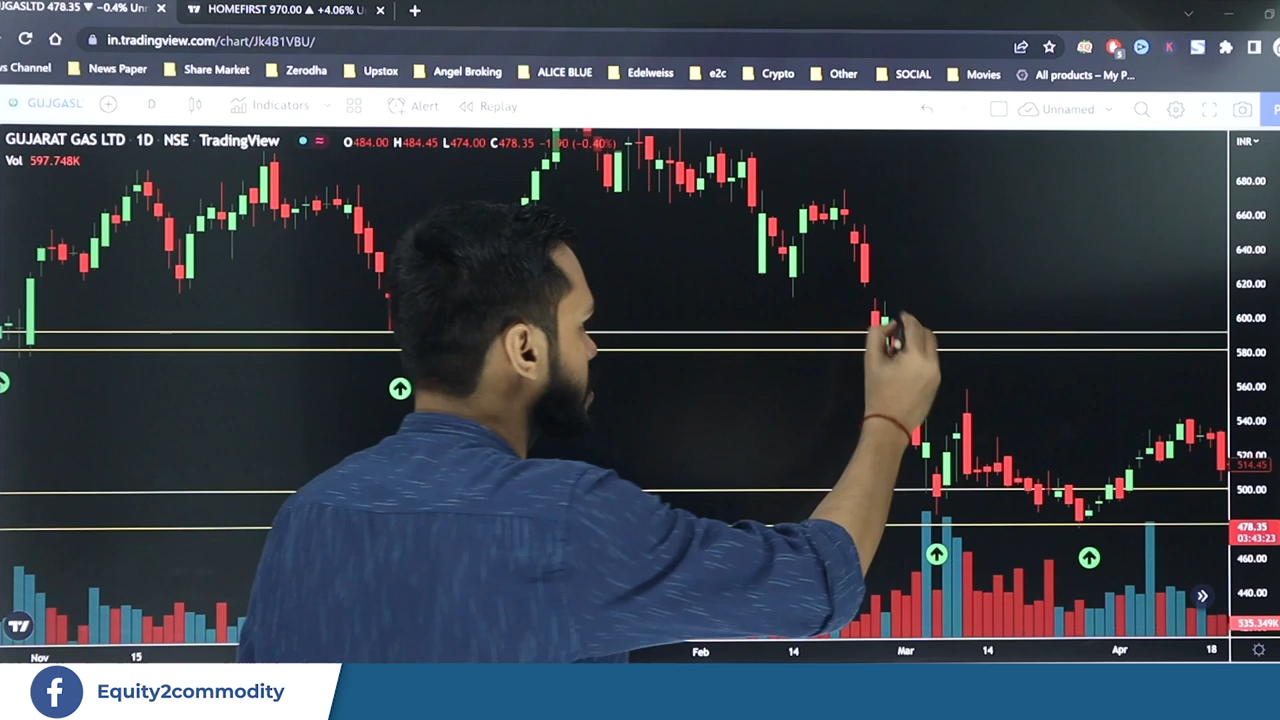 JGASLTD 478.35 ▼ −0.4% Unr
HOMEFIRST 970.00 ▲ +4.06% U
in.tradingview.com/chart/Jk4B1VBU/
ws Channel News Paper Share Market Zerodha Upstox Angel Broking ALICE BLUE Edelweiss e2c Crypto Other SOCIAL Movies All products – My P...
GUJGASL D Indicators Alert Replay Unnamed P
GUJARAT GAS LTD · 1D · NSE · TradingView O484.00 H484.45 L474.00 C478.35 −1.90 (−0.40%) INR
Vol 597.748K
680.00
660.00
640.00
620.00
600.00
580.00
560.00
540.00
520.00
514.45
500.00
478.35
03:43:23
460.00
440.00
535.349K
Nov 15 Feb 14 Mar 14 Apr 18
Equity2commodity